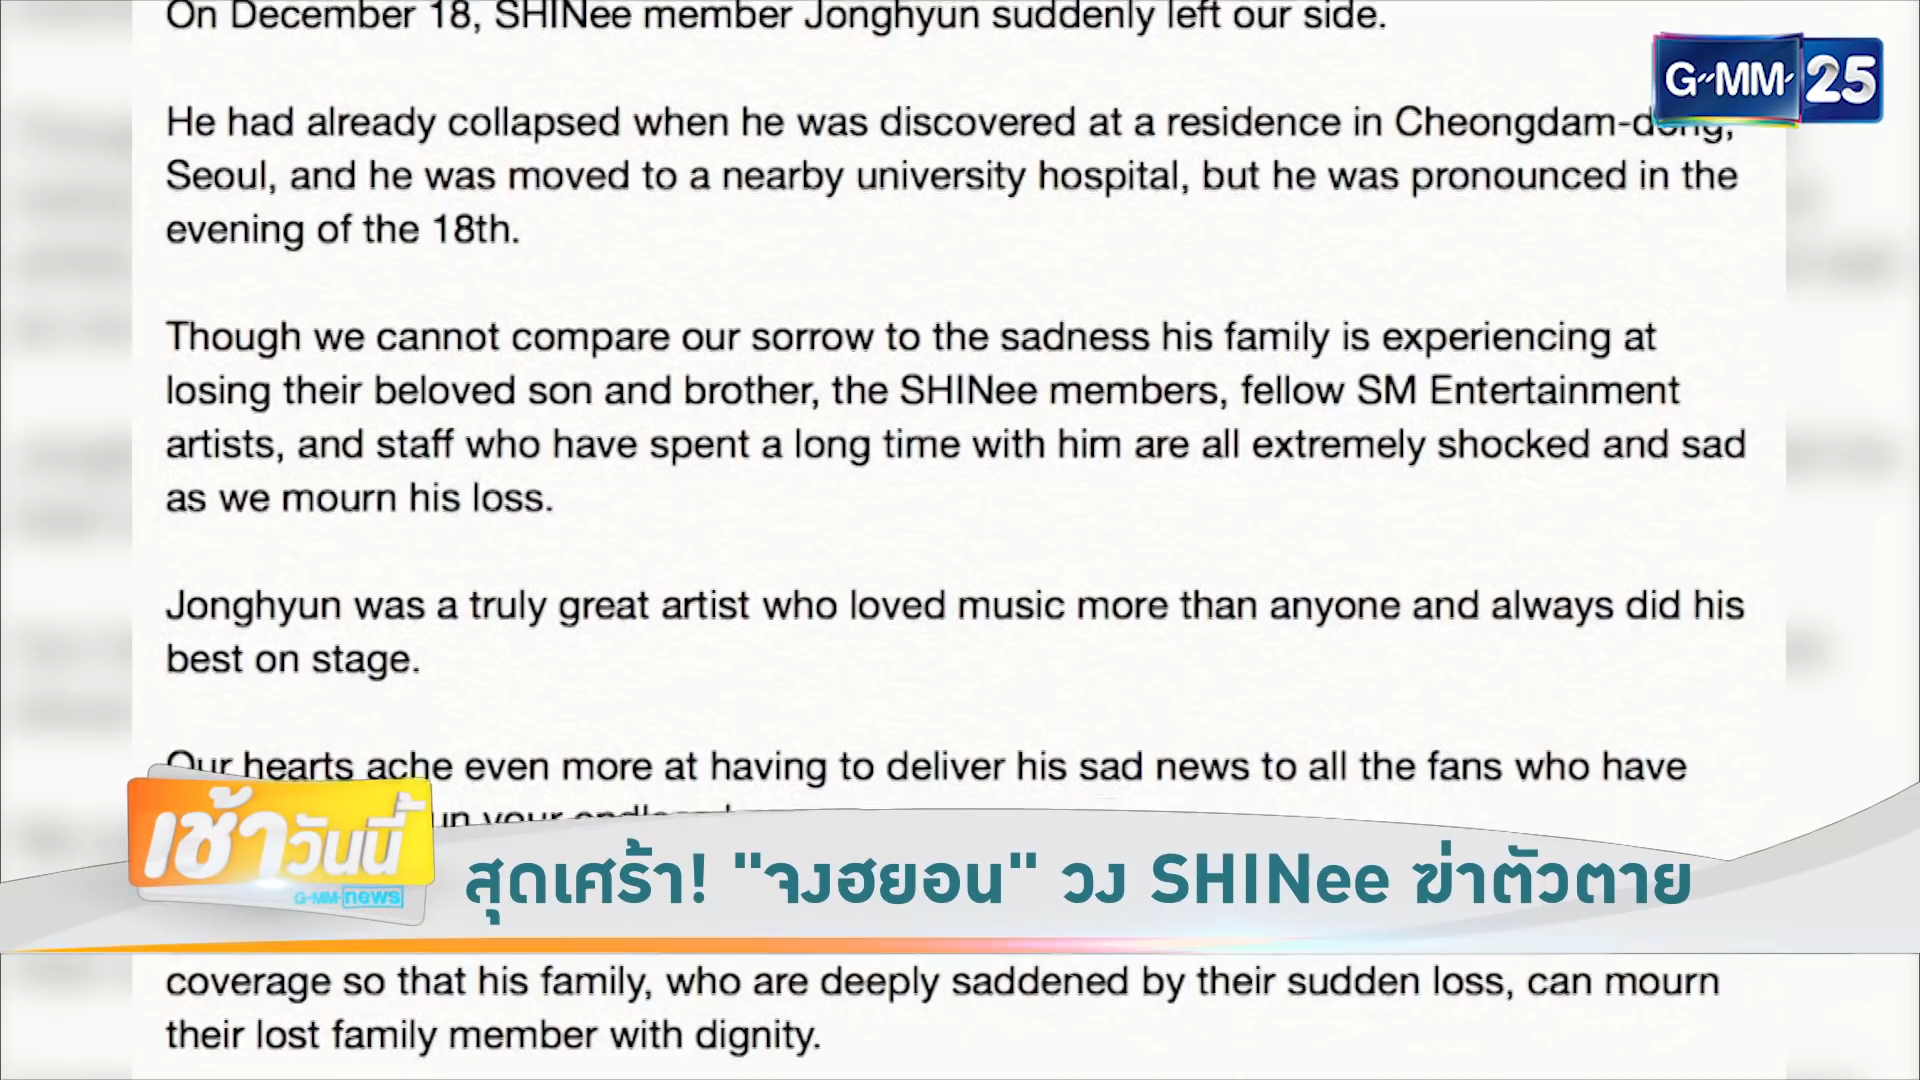 On December 18, SHINee member Jonghyun suddenly left our side.
G-MM 25
He had already collapsed when he was discovered at a residence in Cheongdam-dong,
Seoul, and he was moved to a nearby university hospital, but he was pronounced in the
evening of the 18th.
Though we cannot compare our sorrow to the sadness his family is experiencing at
losing their beloved son and brother, the SHINee members, fellow SM Entertainment
artists, and staff who have spent a long time with him are all extremely shocked and sad
as we mourn his loss.
Jonghyun was a truly great artist who loved music more than anyone and always did his
best on stage.
Our hearts ache even more at having to deliver his sad news to all the fans who have
your
เช้าวันนี้
G-MM news
สุดเศร้า! "จงฮยอน" วง SHINee ฆ่าตัวตาย
coverage so that his family, who are deeply saddened by their sudden loss, can mourn
their lost family member with dignity.